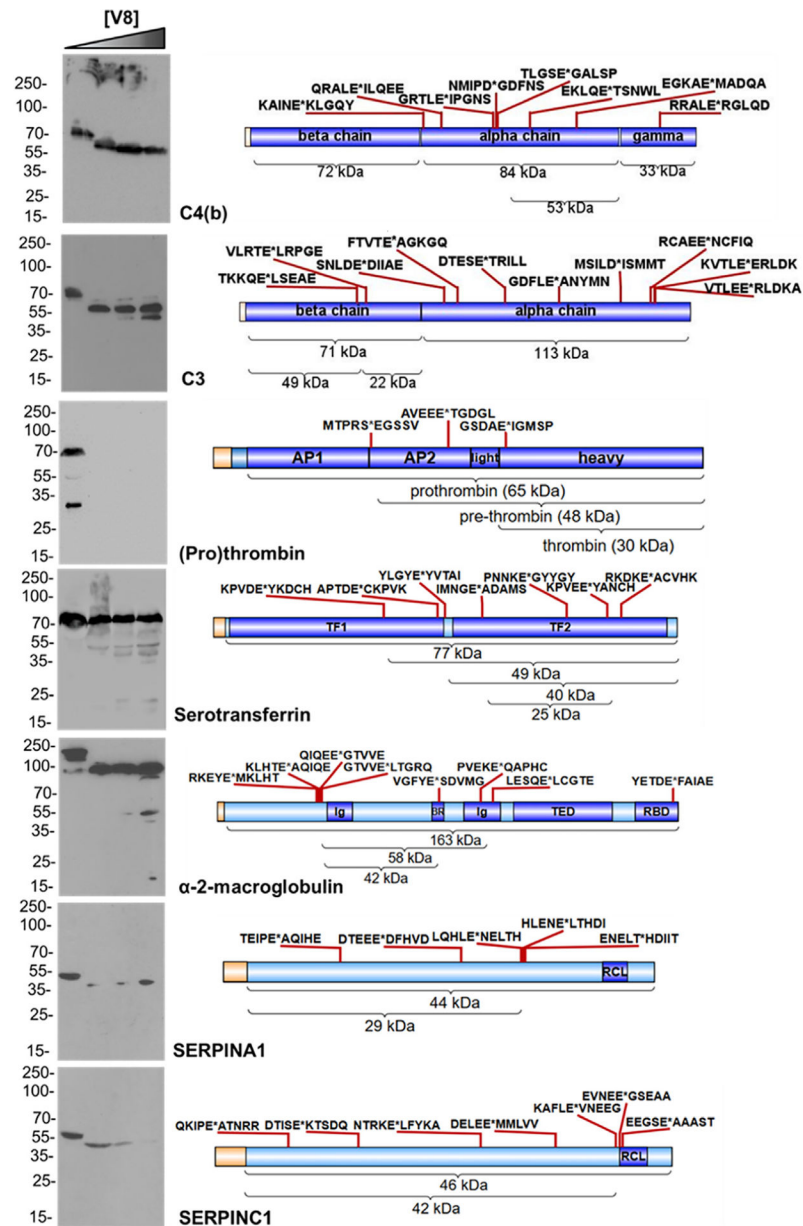 [V8]
250-
100-
70-
55-
35-
25-
15-
TLGSE*GALSP
NMIPD*GDFNS
QRALE*ILQEE
EKLQE*TSNWL
EGKAE*MADQA
GRTLE*IPGNS
KAINE*KLGQY
RRALE*RGLQD
beta chain
alpha chain
gamma
72 kDa
84 kDa
33 kDa
53 kDa
C4(b)
250-
100-
70-
55-
35-
25-
15-
FTVTE*AGKGQ
RCAEE*NCFIQ
VLRTE*LRPGE
SNLDE*DIIAE
DTESE*TRILL
MSILD*ISMMT
KVTLE*ERLDK
TKKQE*LSEAE
GDFLE*ANYMN
VTLEE*RLDKA
beta chain
alpha chain
71 kDa
113 kDa
49 kDa
22 kDa
C3
250-
100-
70-
55-
35-
25-
15-
AVEEE*TGDGL
MTPRS*EGSSV
GSDAE*IGMSP
AP1
AP2
light
heavy
prothrombin (65 kDa)
pre-thrombin (48 kDa)
thrombin (30 kDa)
(Pro)thrombin
250-
100-
70-
55-
35-
25-
15-
YLGYE*YVTAI
PNNKE*GYYGY
RKDKE*ACVHK
KPVDE*YKDCH
APTDE*CKPVK
IMNGE*ADAMS
KPVEE*YANCH
TF1
TF2
77 kDa
49 kDa
40 kDa
25 kDa
Serotransferrin
250-
100-
70-
55-
35-
25-
15-
QIQEE*GTVVE
KLHTE*AQIQE
GTVVE*LTGRQ
RKEYE*MKLHT
PVEKE*QAPHC
VGFYE*SDVMG
LESQE*LCGTE
YETDE*FAIAE
Ig
BR
Ig
TED
RBD
163 kDa
58 kDa
42 kDa
α-2-macroglobulin
250-
100-
70-
55-
35-
25-
15-
HLENE*LTHDI
TEIPE*AQIHE
DTEEE*DFHVD
LQHLE*NELTH
ENELT*HDIIT
RCL
44 kDa
29 kDa
SERPINA1
250-
100-
70-
55-
35-
25-
15-
EVNEE*GSEAA
KAFLE*VNEEG
QKIPE*ATNRR
DTISE*KTSDQ
NTRKE*LFYKA
DELEE*MMLVV
EEGSE*AAAST
RCL
46 kDa
42 kDa
SERPINC1